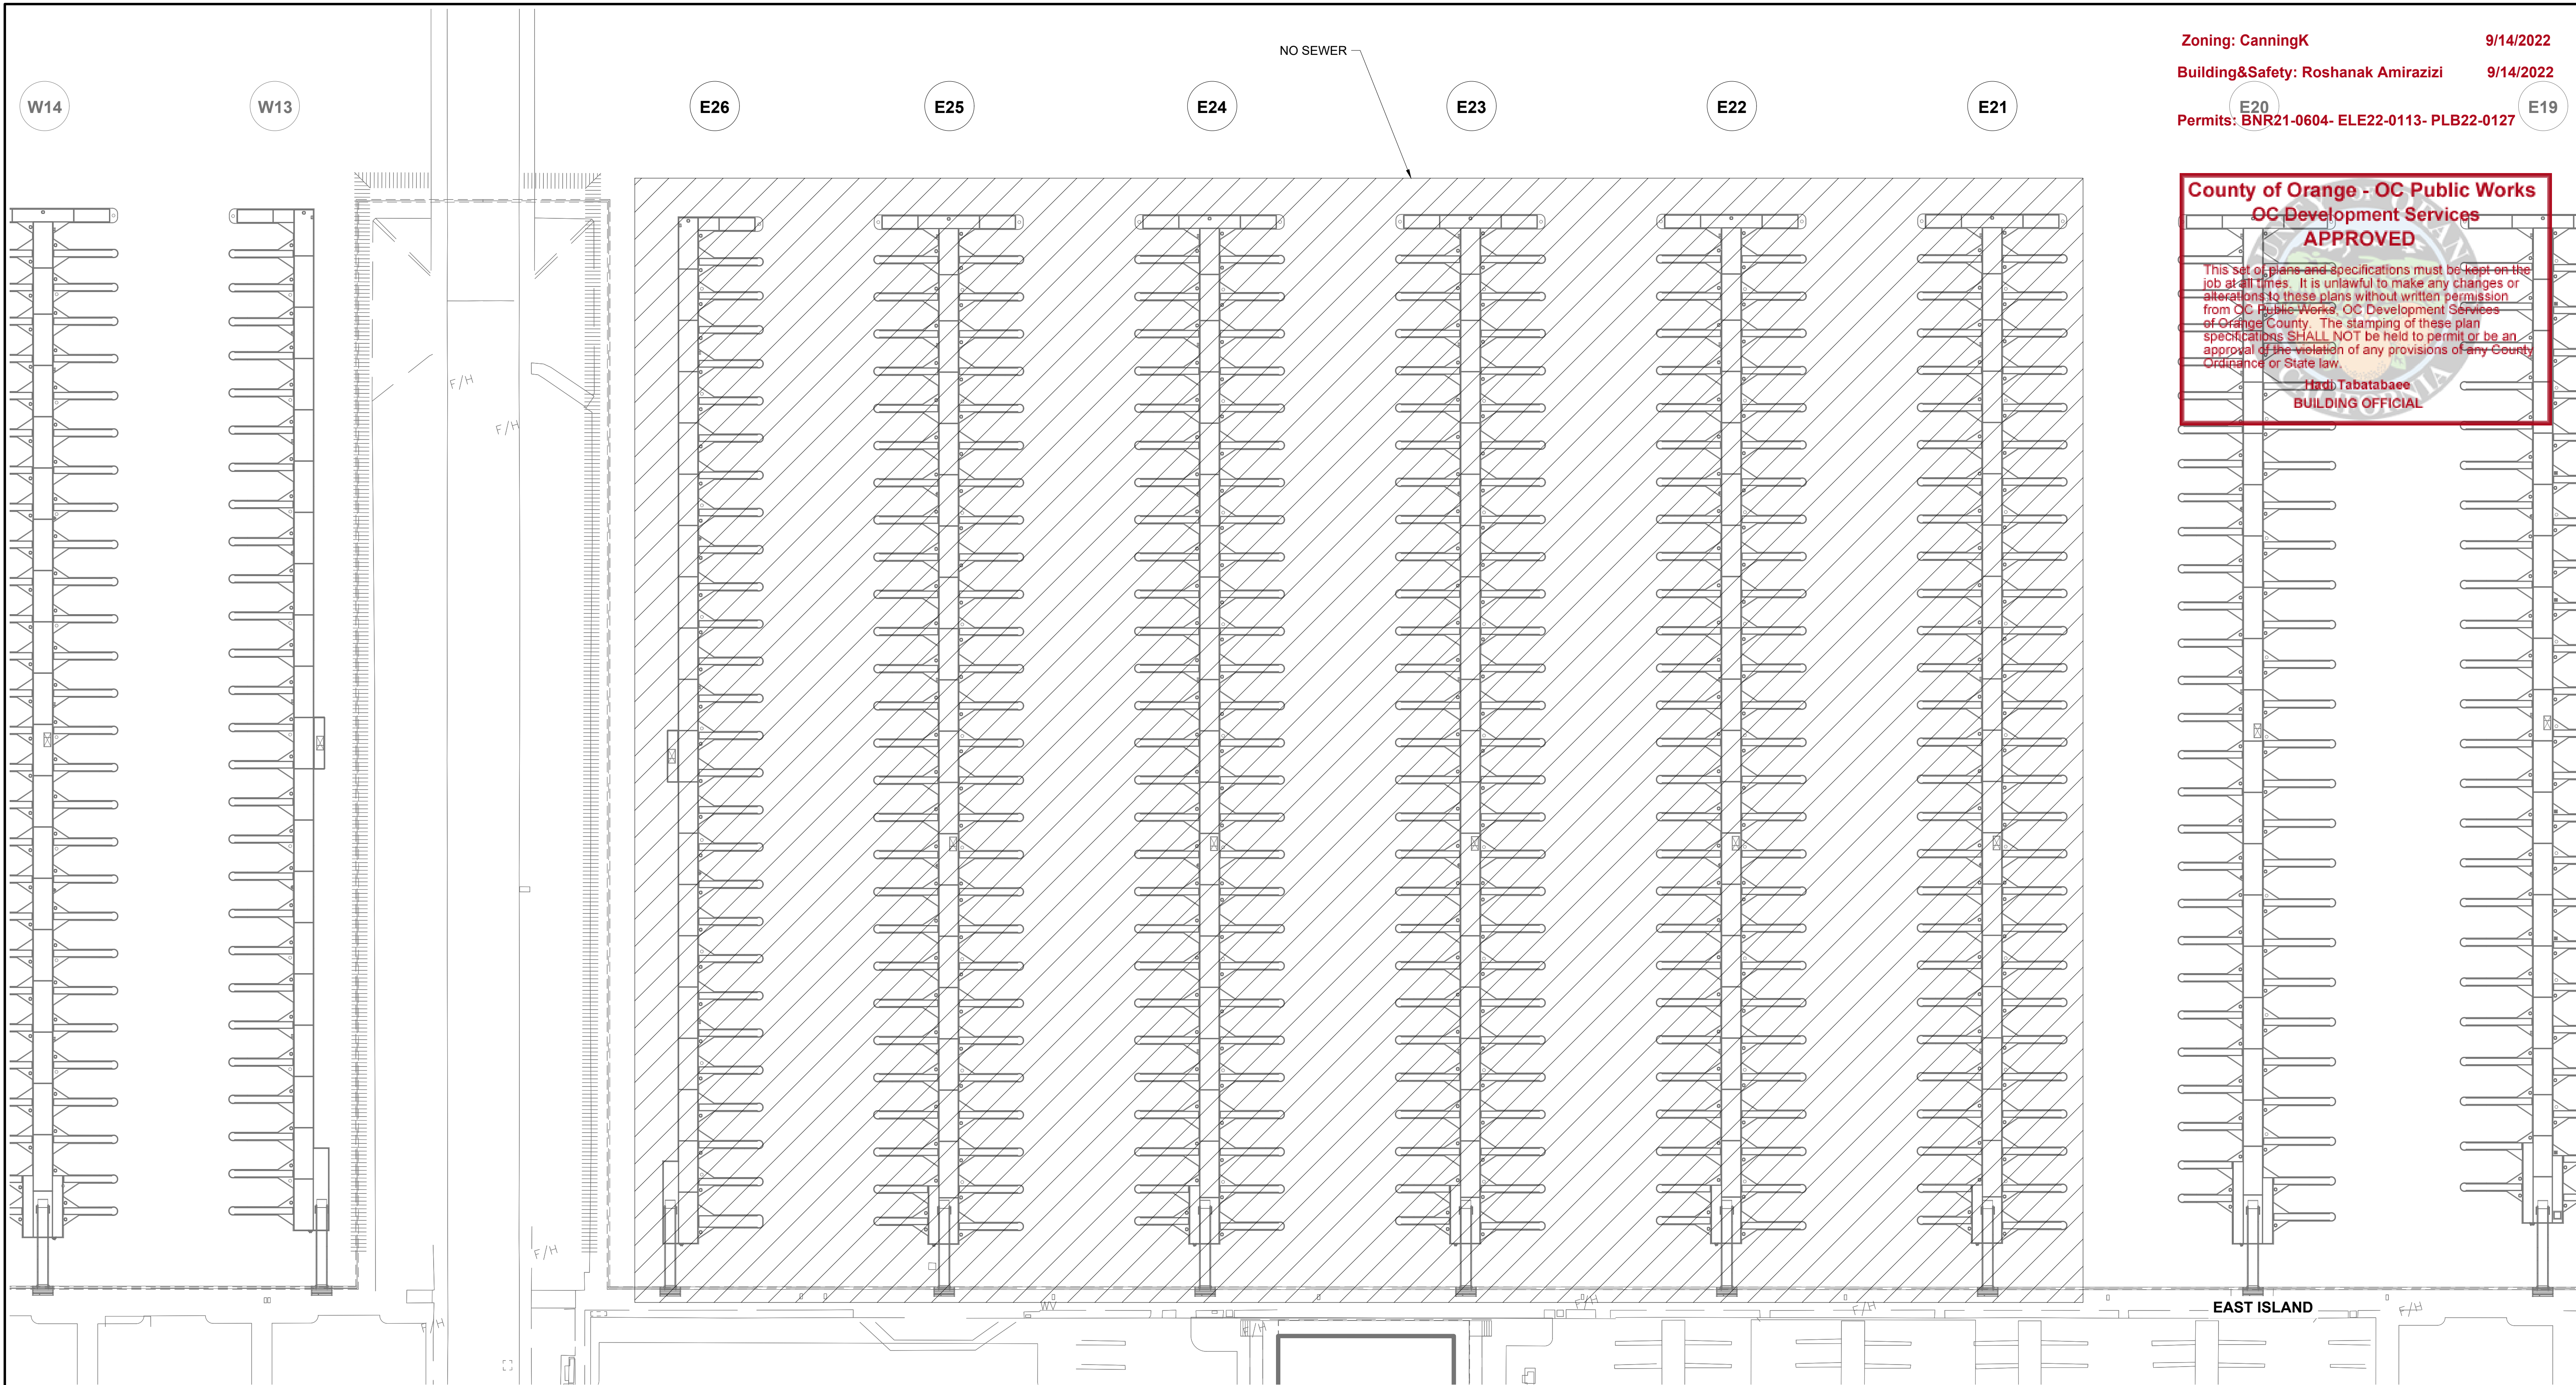 NO SEWER
Zoning: CanningK 9/14/2022
Building&Safety: Roshanak Amirazizi 9/14/2022
Permits: BNR21-0604- ELE22-0113- PLB22-0127
W14 W13 E26 E25 E24 E23 E22 E21 E20 E19
County of Orange - OC Public Works
OC Development Services
APPROVED
This set of plans and specifications must be kept on the
job at all times. It is unlawful to make any changes or
alterations to these plans without written permission
from OC Public Works, OC Development Services
of Orange County. The stamping of these plan
specifications SHALL NOT be held to permit or be an
approval of the violation of any provisions of any County
Ordinance or State law.
Hadi Tabatabaee
BUILDING OFFICIAL
CALIFORNIA
F/H
F/H
F/H
WV
F/H
F/H
EAST ISLAND
F/H
F/H
F/H